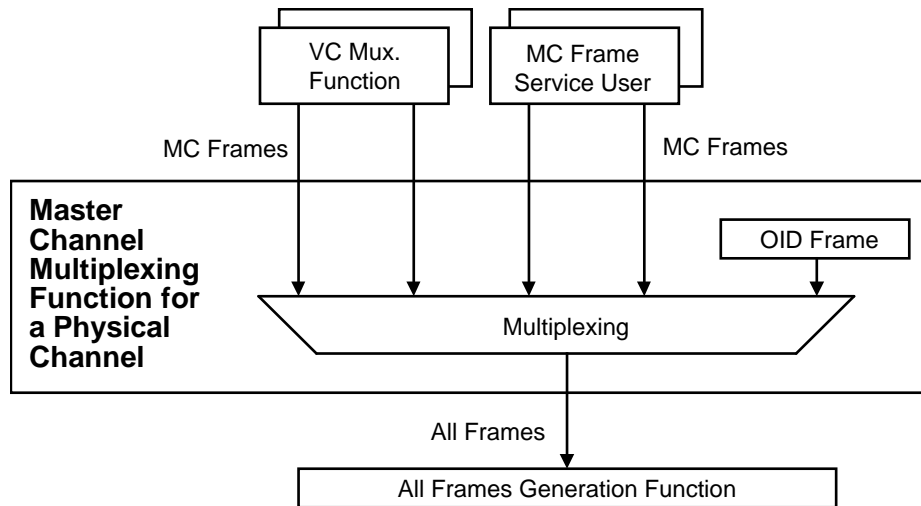 VC Mux.
Function
MC Frame
Service User
MC Frames
MC Frames
Master
Channel
Multiplexing
Function for
a Physical
Channel
OID Frame
Multiplexing
All Frames
All Frames Generation Function